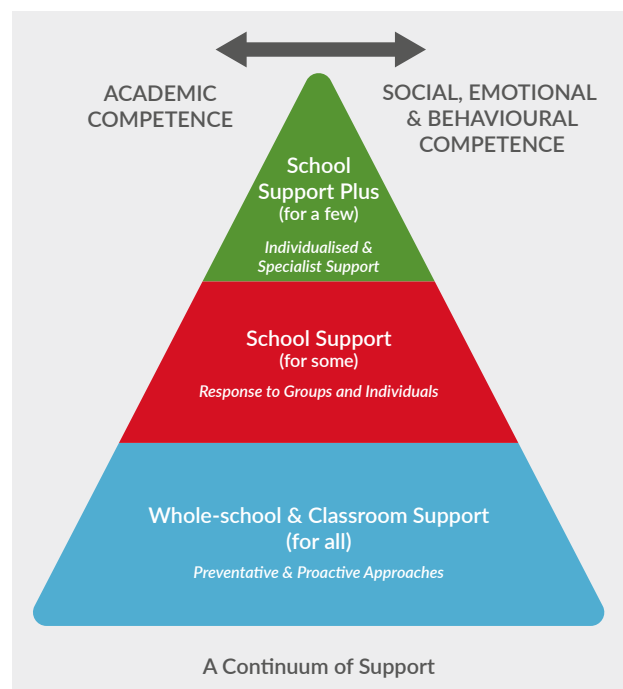 ACADEMIC
COMPETENCE
SOCIAL, EMOTIONAL
& BEHAVIOURAL
COMPETENCE
School
Support Plus
(for a few)
Individualised &
Specialist Support
School Support
(for some)
Response to Groups and Individuals
Whole-school & Classroom Support
(for all)
Preventative & Proactive Approaches
A Continuum of Support